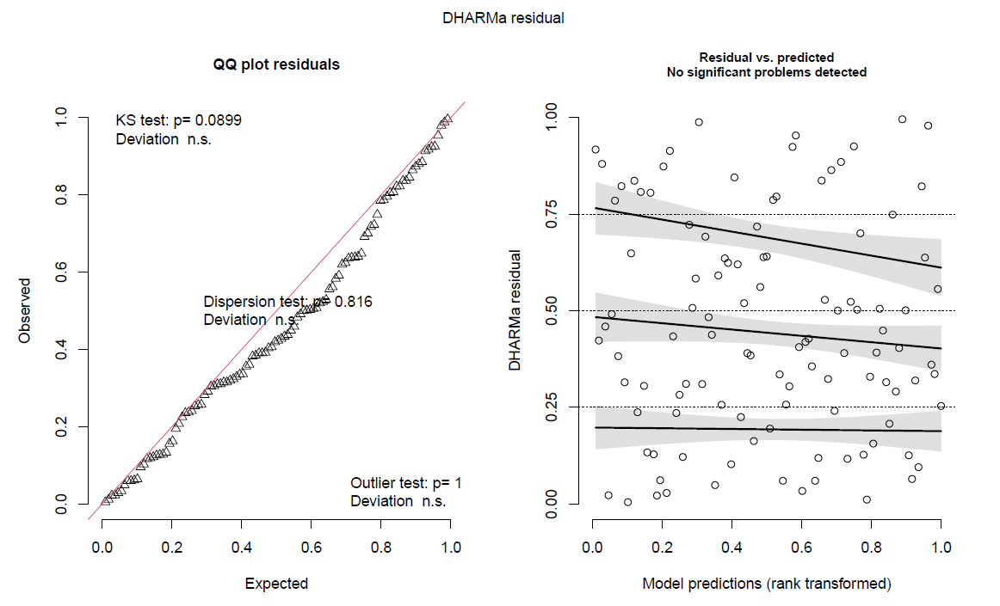 DHARMa residual
QQ plot residuals
KS test: p= 0.0899
Deviation n.s.
Dispersion test: p= 0.816
Deviation n.s.
Outlier test: p= 1
Deviation n.s.
Observed
0.0 0.2 0.4 0.6 0.8 1.0
0.0 0.2 0.4 0.6 0.8 1.0
Expected
Residual vs. predicted
No significant problems detected
DHARMa residual
0.00 0.25 0.50 0.75 1.00
0.0 0.2 0.4 0.6 0.8 1.0
Model predictions (rank transformed)